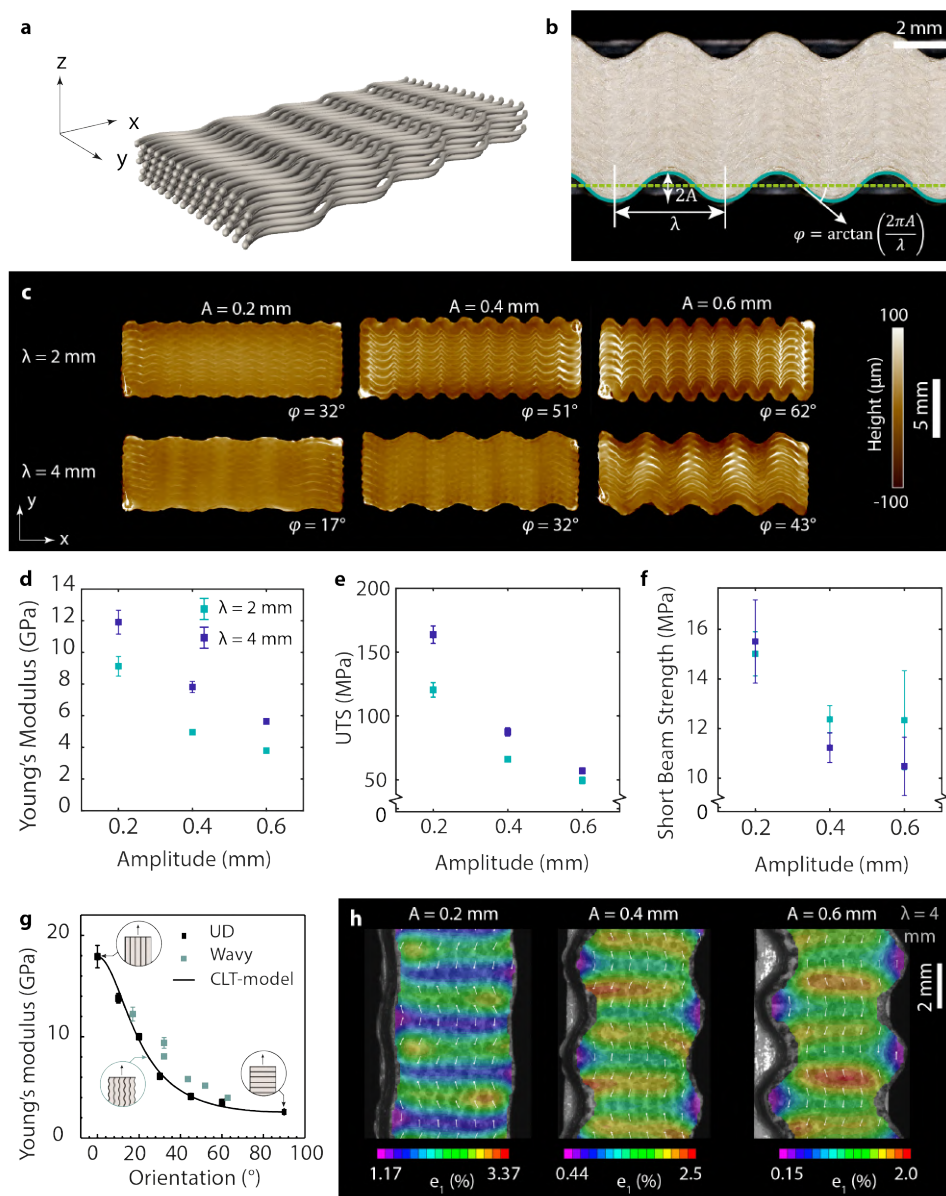 a
z
x
y
b
2 mm
2A
λ
φ = arctan(2πA/λ)
c
A = 0.2 mm
A = 0.4 mm
A = 0.6 mm
λ = 2 mm
φ = 32°
φ = 51°
φ = 62°
λ = 4 mm
φ = 17°
φ = 32°
φ = 43°
y
x
100
Height (μm)
-100
5 mm
d
Young's Modulus (GPa)
14
12
10
8
6
4
2
0
λ = 2 mm
λ = 4 mm
0.2
0.4
0.6
Amplitude (mm)
e
UTS (MPa)
200
150
100
50
0
0.2
0.4
0.6
Amplitude (mm)
f
Short Beam Strength (MPa)
16
14
12
10
0
0.2
0.4
0.6
Amplitude (mm)
g
Young's modulus (GPa)
20
10
0
UD
Wavy
CLT-model
0
20
40
60
80
100
Orientation (°)
h
A = 0.2 mm
A = 0.4 mm
A = 0.6 mm
λ = 4
mm
2 mm
1.17
3.37
e₁ (%)
0.44
2.5
e₁ (%)
0.15
2.0
e₁ (%)